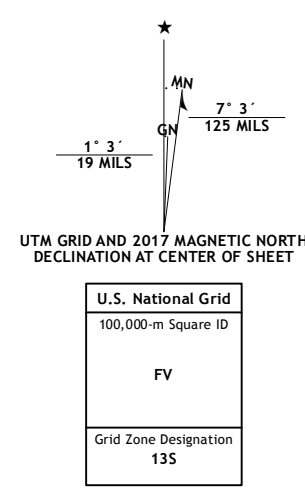 ★
MN
GN
7° 3´
125 MILS
1° 3´
19 MILS
UTM GRID AND 2017 MAGNETIC NORTH
DECLINATION AT CENTER OF SHEET
U.S. National Grid
100,000-m Square ID
FV
Grid Zone Designation
13S